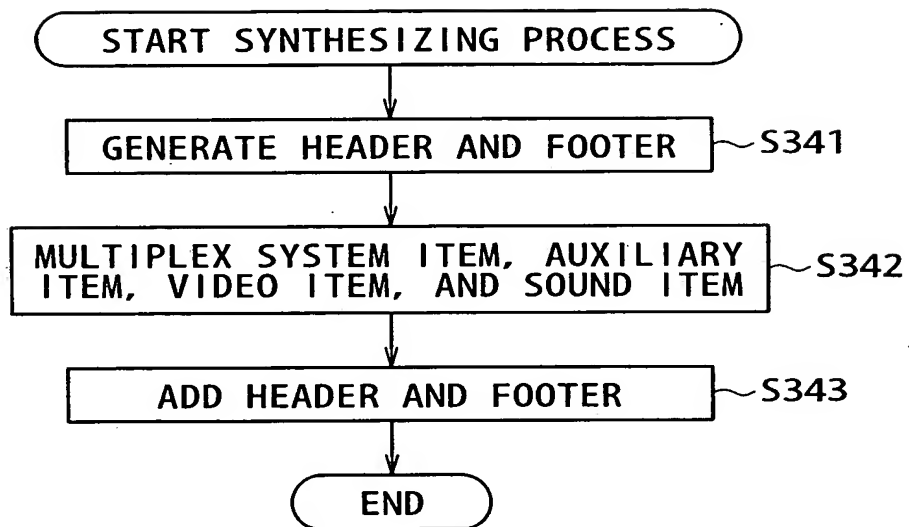 START SYNTHESIZING PROCESS
GENERATE HEADER AND FOOTER
S341
MULTIPLEX SYSTEM ITEM, AUXILIARY
ITEM, VIDEO ITEM, AND SOUND ITEM
S342
ADD HEADER AND FOOTER
S343
END